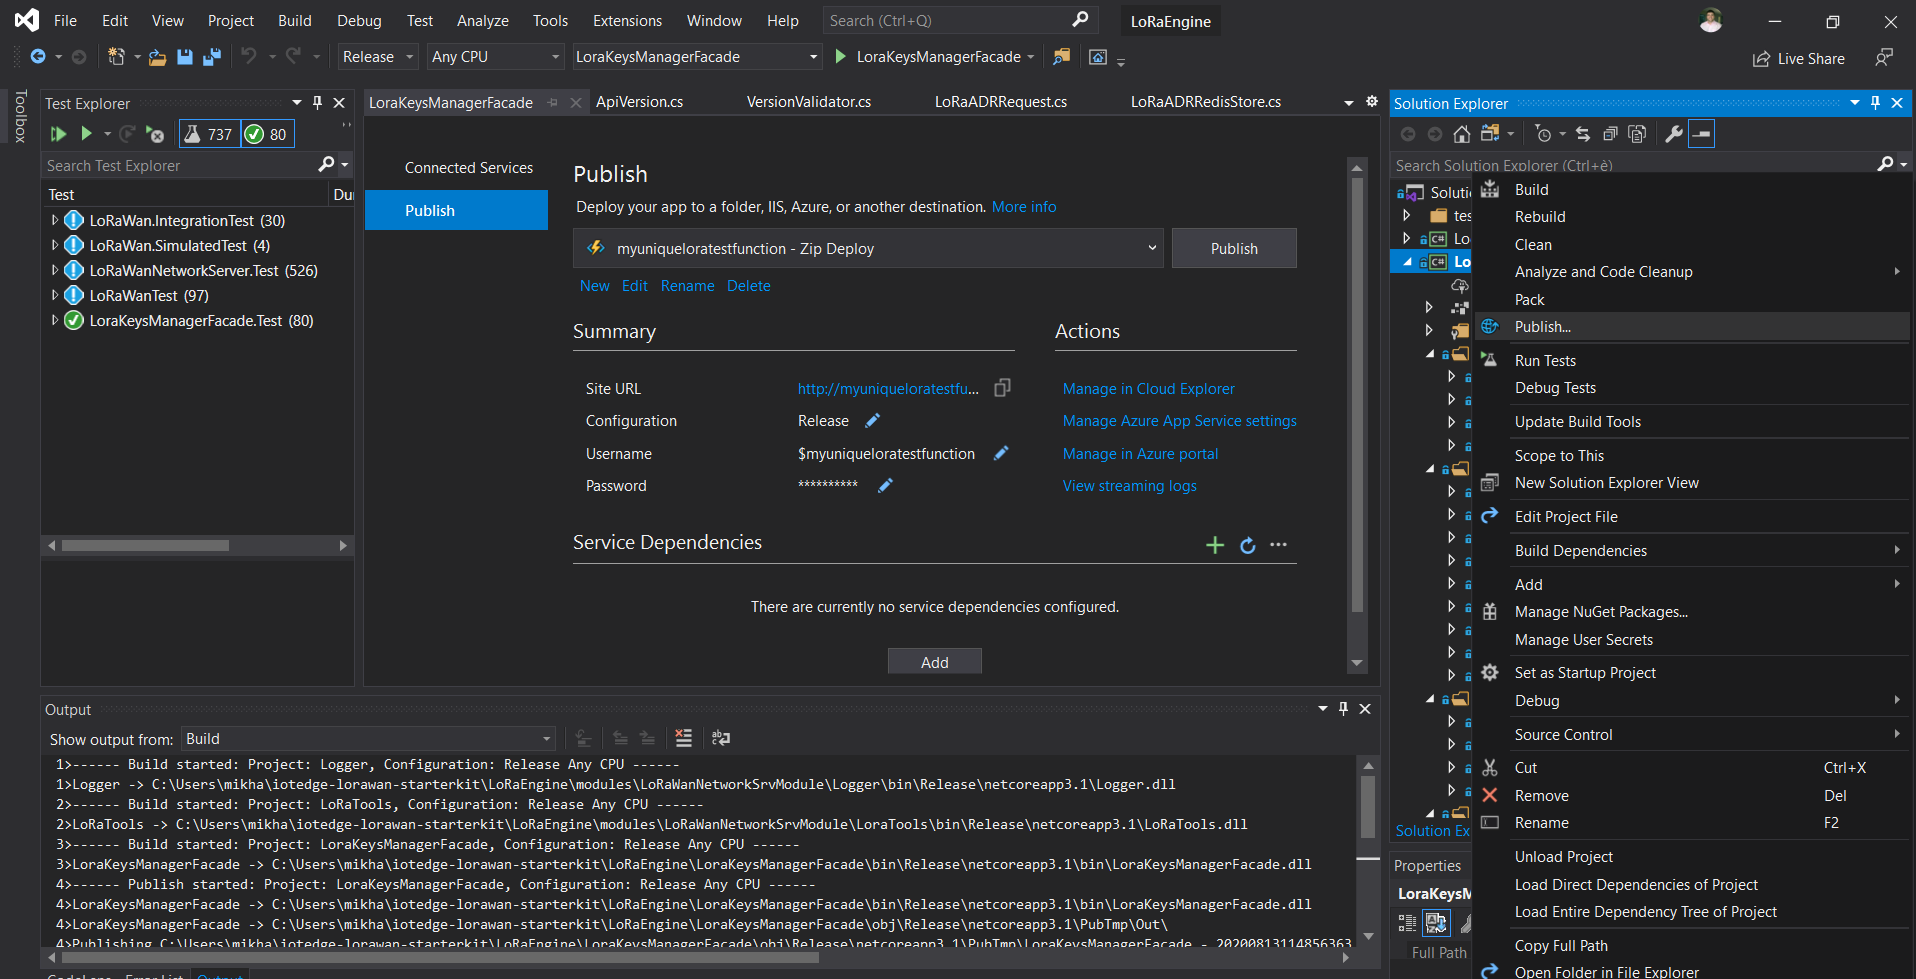 File Edit View Project Build Debug Test Analyze Tools Extensions Window Help Search (Ctrl+Q) LoRaEngine
Release Any CPU LoraKeysManagerFacade LoraKeysManagerFacade Live Share
Toolbox
Test Explorer
737 80
Search Test Explorer
Test Du
LoRaWan.IntegrationTest (30)
LoRaWan.SimulatedTest (4)
LoRaWanNetworkServer.Test (526)
LoRaWanTest (97)
LoraKeysManagerFacade.Test (80)
LoraKeysManagerFacade ApiVersion.cs VersionValidator.cs LoRaADRRequest.cs LoRaADRRedisStore.cs
Connected Services
Publish
Publish
Deploy your app to a folder, IIS, Azure, or another destination. More info
myuniqueloratestfunction - Zip Deploy Publish
New Edit Rename Delete
Summary
Site URL http://myuniqueloratestfu...
Configuration Release
Username $myuniqueloratestfunction
Password **********
Actions
Manage in Cloud Explorer
Manage Azure App Service settings
Manage in Azure portal
View streaming logs
Service Dependencies
There are currently no service dependencies configured.
Add
Output
Show output from: Build
1>------ Build started: Project: Logger, Configuration: Release Any CPU ------
1>Logger -> C:\Users\mikha\iotedge-lorawan-starterkit\LoRaEngine\modules\LoRaWanNetworkSrvModule\Logger\bin\Release\netcoreapp3.1\Logger.dll
2>------ Build started: Project: LoRaTools, Configuration: Release Any CPU ------
2>LoRaTools -> C:\Users\mikha\iotedge-lorawan-starterkit\LoRaEngine\modules\LoRaWanNetworkSrvModule\LoraTools\bin\Release\netcoreapp3.1\LoRaTools.dll
3>------ Build started: Project: LoraKeysManagerFacade, Configuration: Release Any CPU ------
3>LoraKeysManagerFacade -> C:\Users\mikha\iotedge-lorawan-starterkit\LoRaEngine\LoraKeysManagerFacade\bin\Release\netcoreapp3.1\bin\LoraKeysManagerFacade.dll
4>------ Publish started: Project: LoraKeysManagerFacade, Configuration: Release Any CPU ------
4>LoraKeysManagerFacade -> C:\Users\mikha\iotedge-lorawan-starterkit\LoRaEngine\LoraKeysManagerFacade\bin\Release\netcoreapp3.1\bin\LoraKeysManagerFacade.dll
4>LoraKeysManagerFacade -> C:\Users\mikha\iotedge-lorawan-starterkit\LoRaEngine\LoraKeysManagerFacade\obj\Release\netcoreapp3.1\PubTmp\Out\
4>Publishing C:\Users\mikha\iotedge-lorawan-starterkit\LoRaEngine\LoraKeysManagerFacade\obj\Release\netcoreapp3.1\PubTmp\LoraKeysManagerFacade - 20200813114856363
CodeLens Error List Output
Solution Explorer
Search Solution Explorer (Ctrl+è)
Soluti
tes
Lo
Lo
Solution Ex
Properties
LoraKeysM
Full Path
Build
Rebuild
Clean
Analyze and Code Cleanup
Pack
Publish...
Run Tests
Debug Tests
Update Build Tools
Scope to This
New Solution Explorer View
Edit Project File
Build Dependencies
Add
Manage NuGet Packages...
Manage User Secrets
Set as Startup Project
Debug
Source Control
Cut Ctrl+X
Remove Del
Rename F2
Unload Project
Load Direct Dependencies of Project
Load Entire Dependency Tree of Project
Copy Full Path
Open Folder in File Explorer